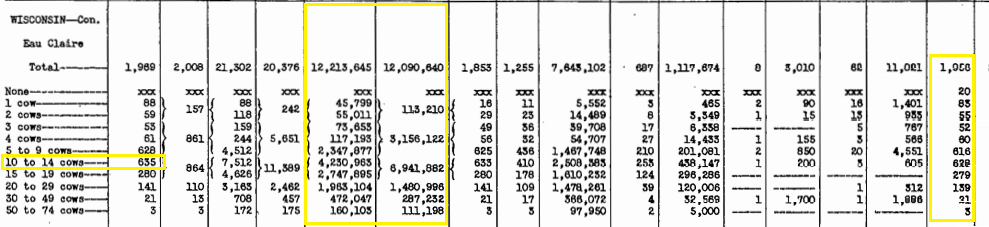 WISCONSIN—Con.
Eau Claire
Total 1,969 2,008 21,302 20,376 12,213,645 12,090,640 1,853 1,255 7,643,102 687 1,117,674 8 3,010 62 11,021
None xxx xxx xxx xxx xxx xxx xxx xxx xxx xxx xxx xxx xxx xxx xxx 20
1 cow 88 157 88 242 45,799 113,210 16 11 5,552 3 465 2 90 16 1,401 83
2 cows 59 118 55,011 29 23 14,489 8 3,349 1 15 13 933 55
3 cows 53 861 159 5,651 73,653 3,156,122 49 36 39,708 17 8,338 — — 5 767 52
4 cows 61 244 117,193 56 32 54,707 27 14,433 1 155 3 566 60
5 to 9 cows 628 4,512 2,347,877 625 436 1,467,748 210 201,081 2 850 20 4,551 616
10 to 14 cows 635 864 7,512 11,389 4,230,963 6,941,882 633 410 2,508,383 253 438,147 1 200 3 605 628
15 to 19 cows 280 4,626 2,747,895 280 178 1,610,232 124 296,286 — — — — 279
20 to 29 cows 141 110 3,163 2,462 1,963,104 1,480,996 141 109 1,478,261 39 120,006 — — 1 312 139
30 to 49 cows 21 13 708 457 472,047 287,232 21 17 366,072 4 32,569 1 1,700 1 1,886 21
50 to 74 cows 3 3 172 175 160,103 111,198 3 3 97,950 2 5,000 — — — — 3